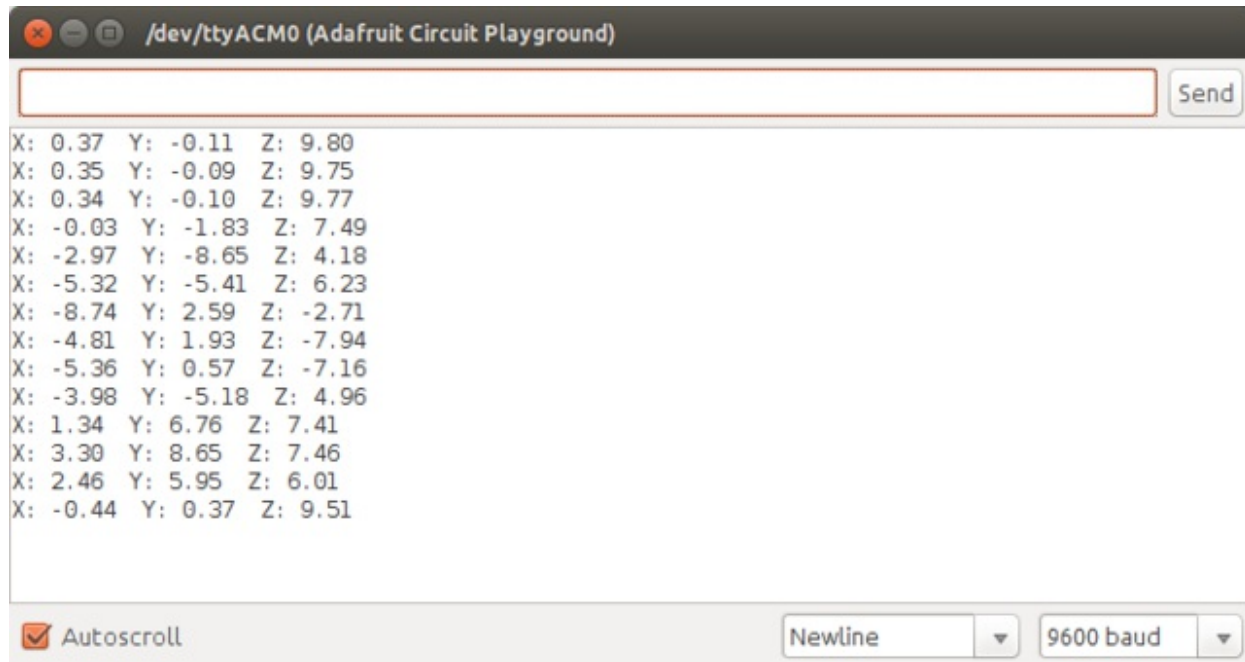 /dev/ttyACM0 (Adafruit Circuit Playground)
Send
X: 0.37  Y: -0.11  Z: 9.80
X: 0.35  Y: -0.09  Z: 9.75
X: 0.34  Y: -0.10  Z: 9.77
X: -0.03  Y: -1.83  Z: 7.49
X: -2.97  Y: -8.65  Z: 4.18
X: -5.32  Y: -5.41  Z: 6.23
X: -8.74  Y: 2.59  Z: -2.71
X: -4.81  Y: 1.93  Z: -7.94
X: -5.36  Y: 0.57  Z: -7.16
X: -3.98  Y: -5.18  Z: 4.96
X: 1.34  Y: 6.76  Z: 7.41
X: 3.30  Y: 8.65  Z: 7.46
X: 2.46  Y: 5.95  Z: 6.01
X: -0.44  Y: 0.37  Z: 9.51
Autoscroll Newline 9600 baud